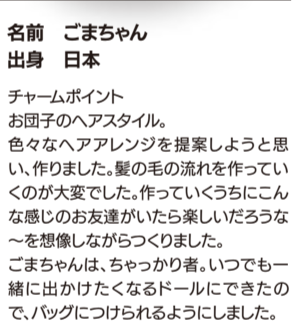 名前　ごまちゃん
出身　日本
チャームポイント
お団子のヘアスタイル。
色々なヘアアレンジを提案しようと思
い、作りました。髪の毛の流れを作ってい
くのが大変でした。作っていくうちにこん
な感じのお友達がいたら楽しいだろうな
〜を想像しながらつくりました。
ごまちゃんは、ちゃっかり者。いつでも一
緒に出かけたくなるドールにできたの
で、バッグにつけられるようにしました。